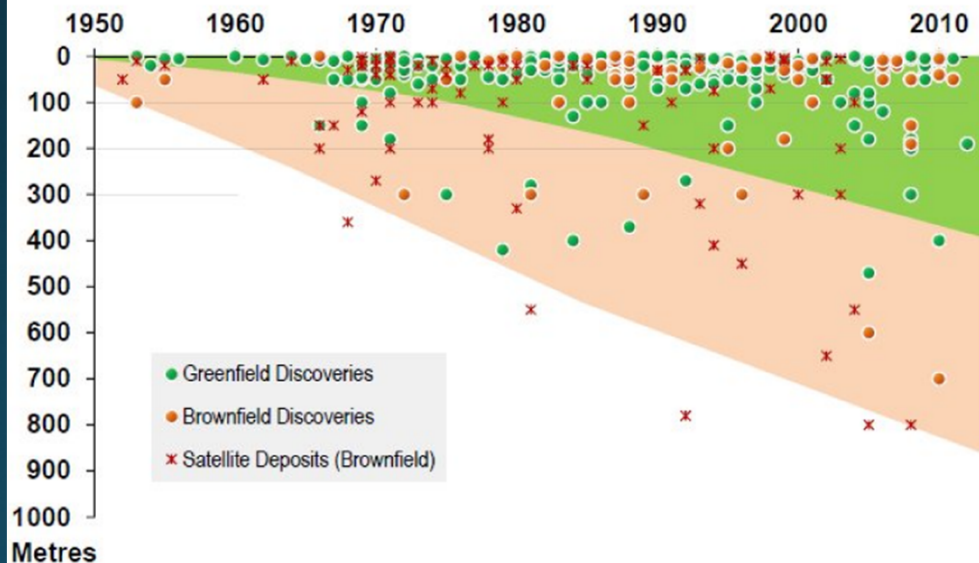 1950 1960 1970 1980 1990 2000 2010
0
100
200
300
400
500
600
700
800
900
1000
Metres
Greenfield Discoveries
Brownfield Discoveries
Satellite Deposits (Brownfield)